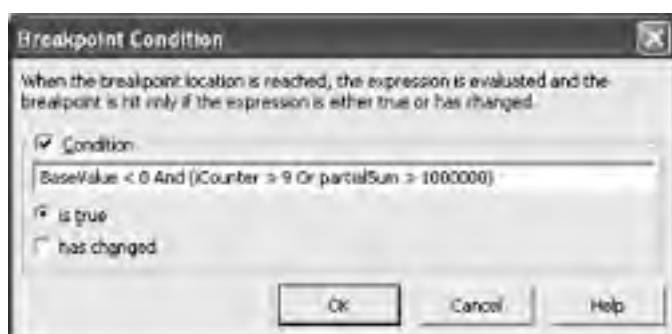 Breakpoint Condition
When the breakpoint location is reached, the expression is evaluated and the
breakpoint is hit only if the expression is either true or has changed.
Condition
BaseValue < 0 And (iCounter > 9 Or partialSum > 1000000)
is true
has changed
OK
Cancel
Help